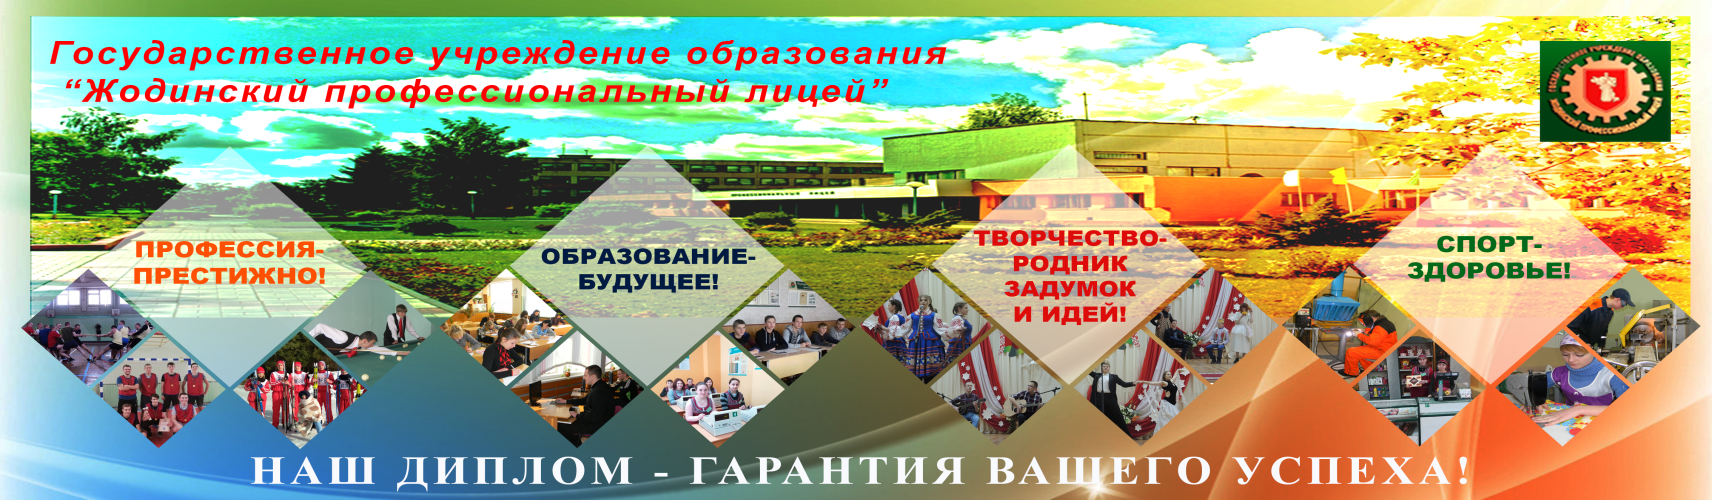 Государственное учреждение образования
“Жодинский профессиональный лицей”
ПРОФЕССИЯ-
ПРЕСТИЖНО!
ОБРАЗОВАНИЕ-
БУДУЩЕЕ!
ТВОРЧЕСТВО-
РОДНИК
ЗАДУМОК
И ИДЕЙ!
СПОРТ-
ЗДОРОВЬЕ!
НАШ ДИПЛОМ - ГАРАНТИЯ ВАШЕГО УСПЕХА!